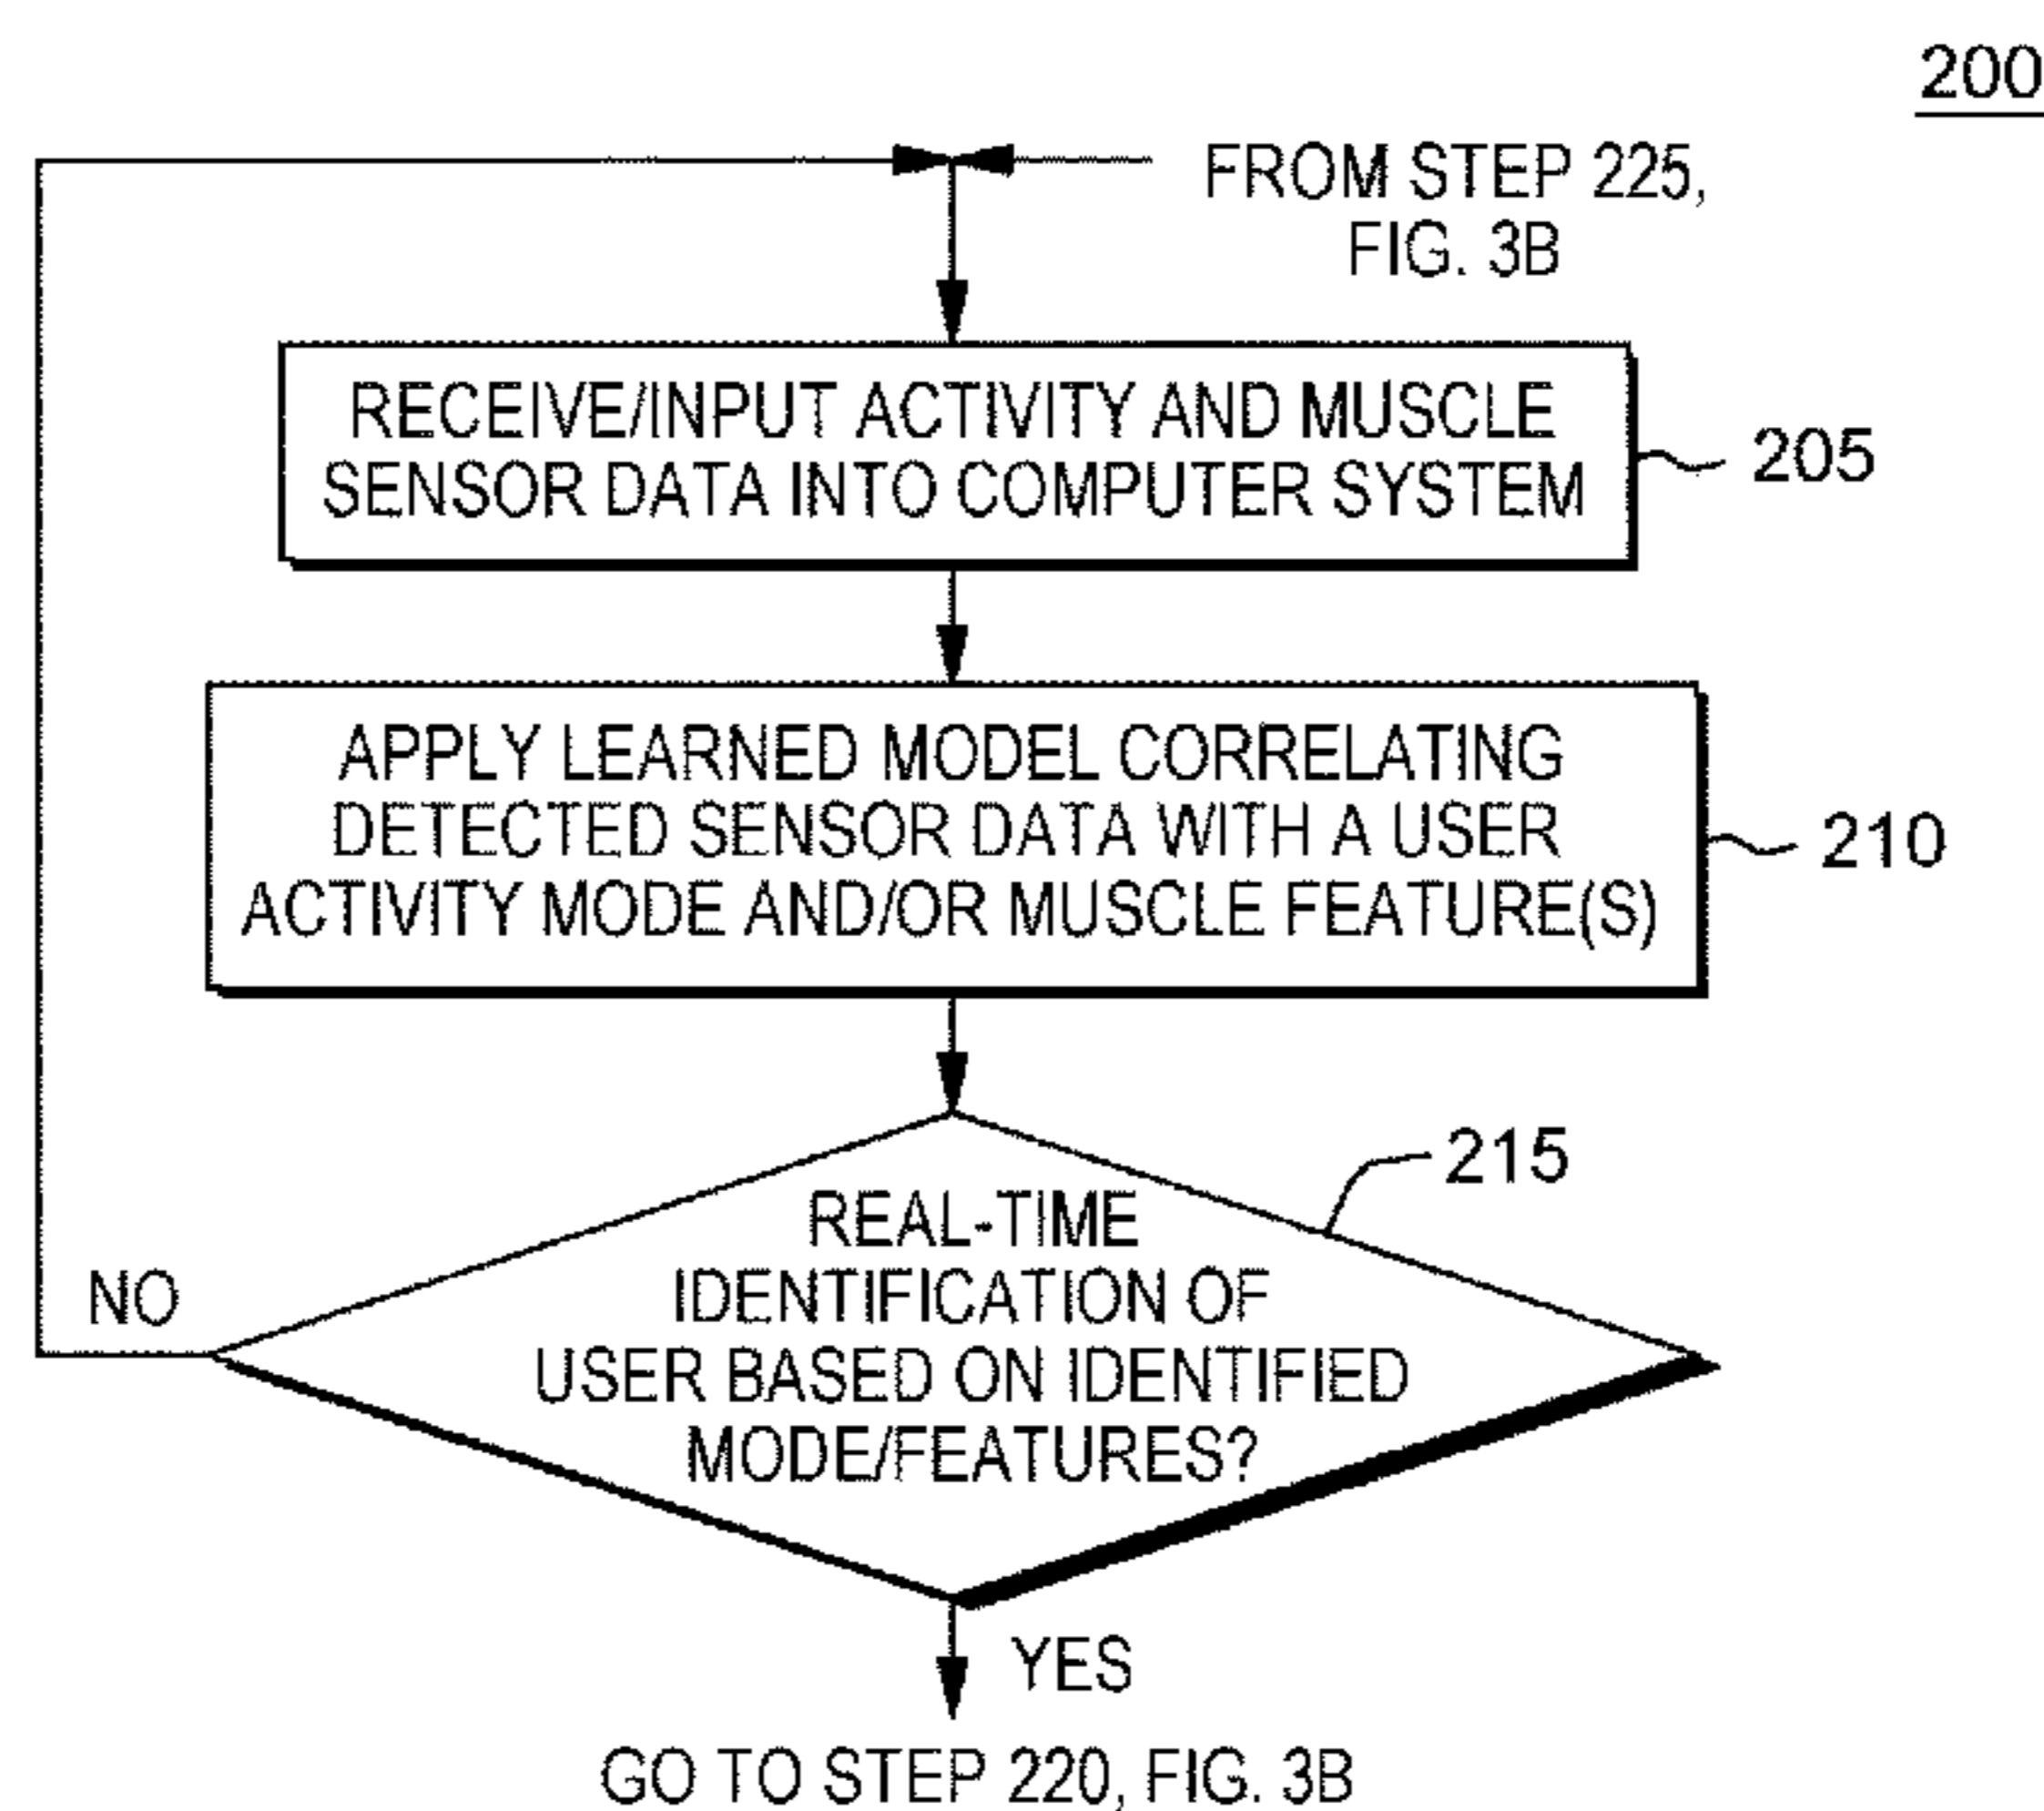 200
FROM STEP 225,
FIG. 3B
RECEIVE/INPUT ACTIVITY AND MUSCLE
SENSOR DATA INTO COMPUTER SYSTEM
205
APPLY LEARNED MODEL CORRELATING
DETECTED SENSOR DATA WITH A USER
ACTIVITY MODE AND/OR MUSCLE FEATURE(S)
210
215
REAL-TIME
IDENTIFICATION OF
USER BASED ON IDENTIFIED
MODE/FEATURES?
NO
YES
GO TO STEP 220, FIG. 3B